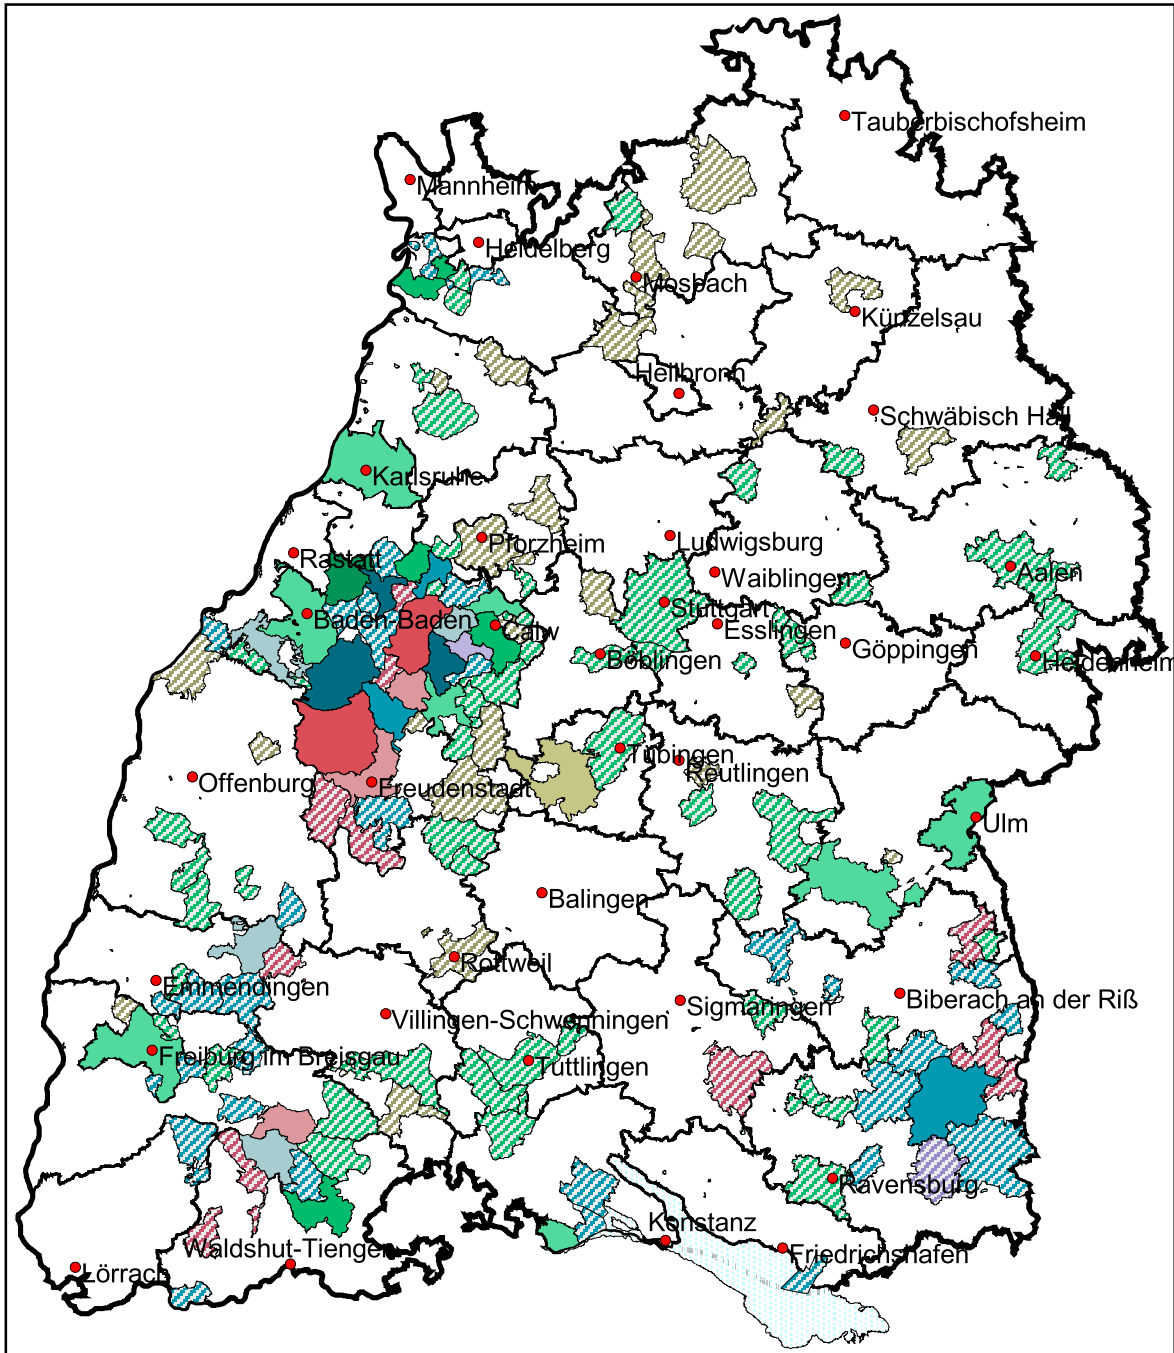 Tauberbischofsheim
Mannheim
Heidelberg
Mosbach
Künzelsau
Heilbronn
Schwäbisch Hall
Karlsruhe
Pforzheim
Ludwigsburg
Rastatt
Waiblingen
Aalen
Stuttgart
Baden-Baden
Calw
Esslingen
Göppingen
Böblingen
Heidenheim
Tübingen
Reutlingen
Offenburg
Freudenstadt
Ulm
Balingen
Rottweil
Emmendingen
Sigmaringen
Biberach an der Riß
Villingen-Schwenningen
Freiburg im Breisgau
Tuttlingen
Ravensburg
Konstanz
Waldshut-Tiengen
Friedrichshafen
Lörrach